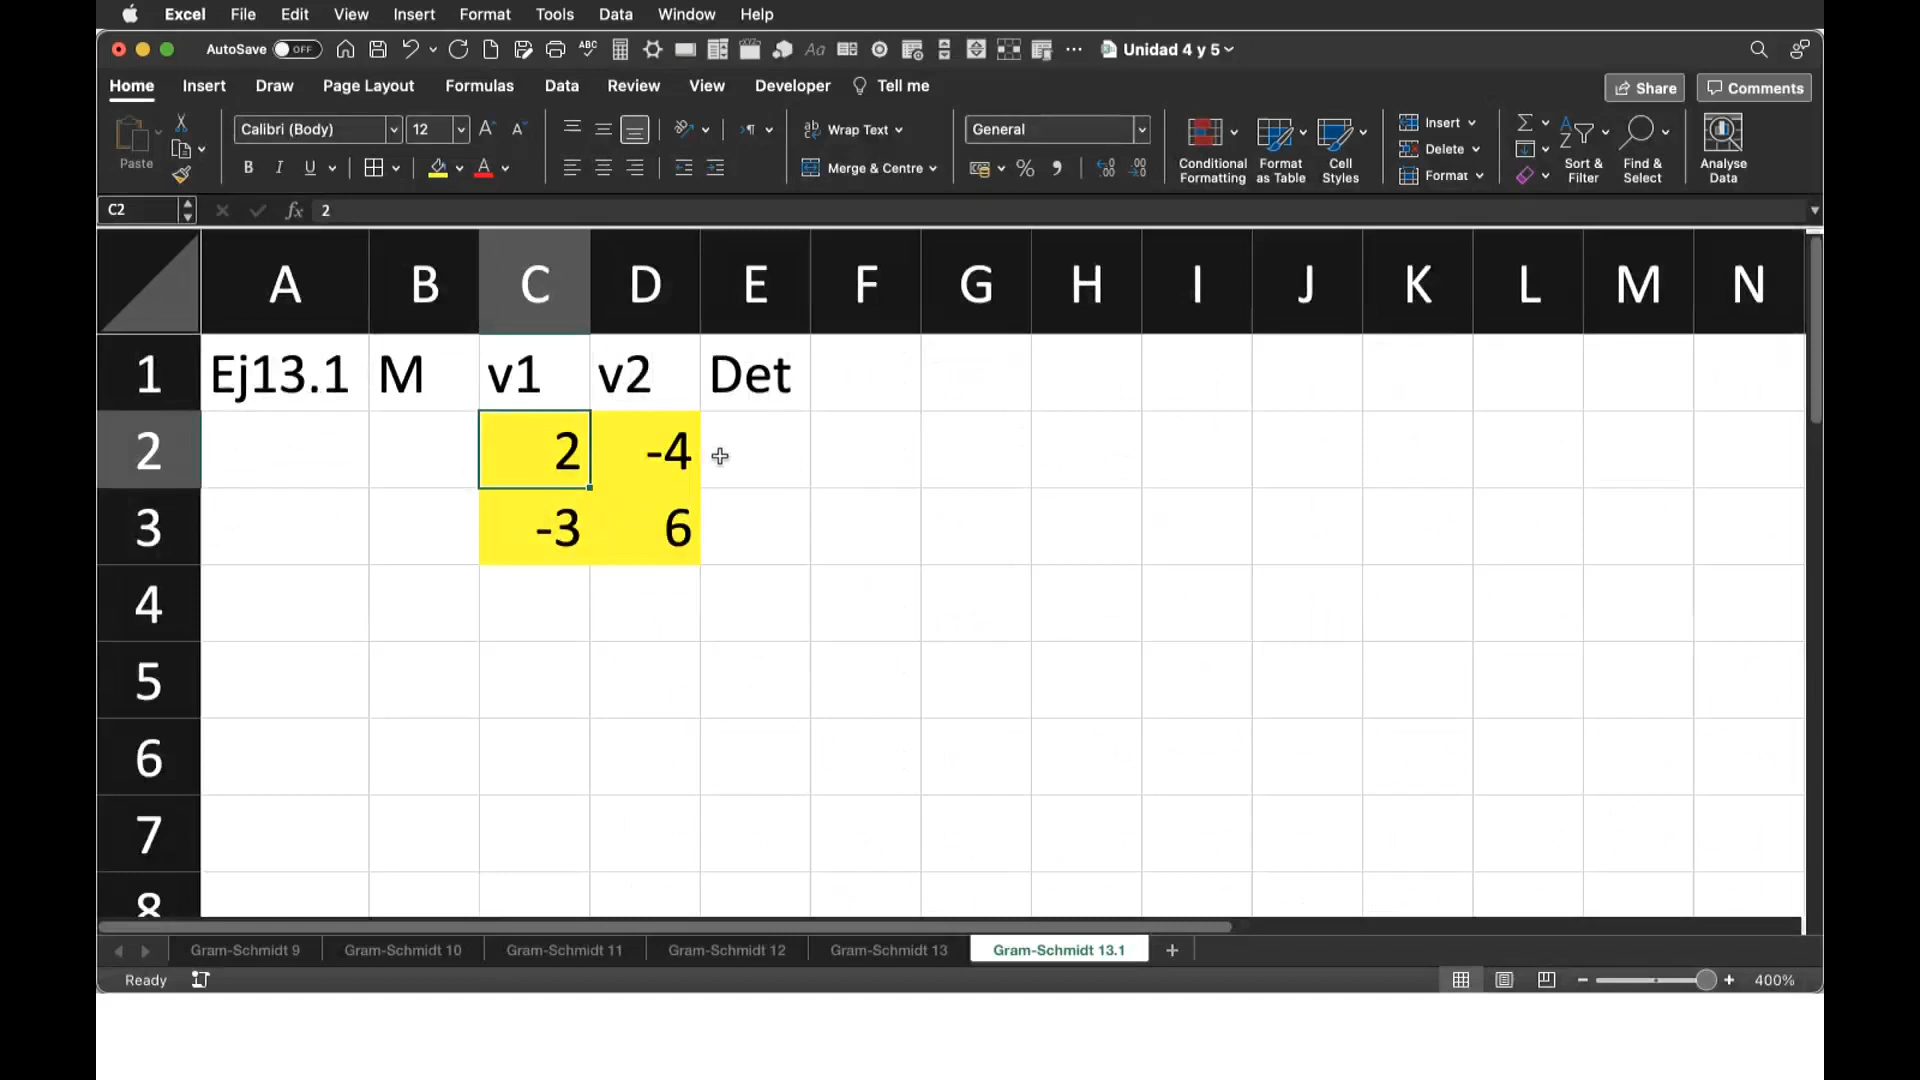 Excel File Edit View Insert Format Tools Data Window Help
AutoSave OFF ABC Aa Unidad 4 y 5
Home Insert Draw Page Layout Formulas Data Review View Developer Tell me Share Comments
Paste Calibri (Body) 12 A A ab Wrap Text General Conditional Formatting Format as Table Cell Styles Insert Sort & Filter Find & Select Analyse Data
B I U A Merge & Centre % Delete
Format
C2 fx 2
A B C D E F G H I J K L M N
1 Ej13.1 M v1 v2 Det
2 2 -4
3 -3 6
4
5
6
7
8
Gram-Schmidt 9 Gram-Schmidt 10 Gram-Schmidt 11 Gram-Schmidt 12 Gram-Schmidt 13 Gram-Schmidt 13.1 +
Ready 400%